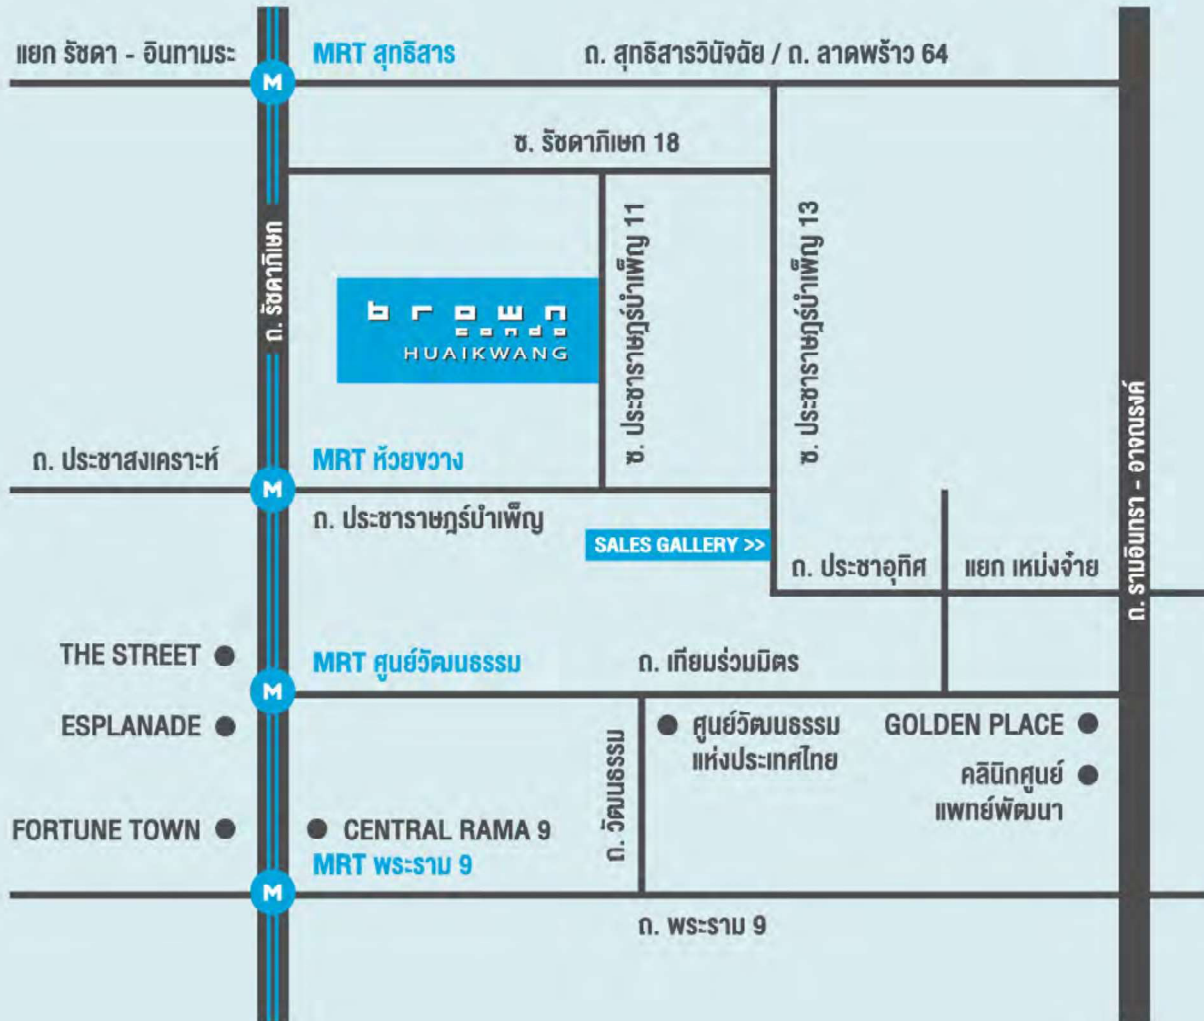 แยก รัชดา - อินทามระ
MRT สุทธิสาร
ถ. สุทธิสารวินิจฉัย / ถ. ลาดพร้าว 64
M
ซ. รัชดาภิเษก 18
ถ. รัชดาภิเษก
ซ. ประชาราษฎร์บำเพ็ญ 11
ซ. ประชาราษฎร์บำเพ็ญ 13
brown
condo
HUAIKWANG
ถ. รามอินทรา - อาจณรงค์
ถ. ประชาสงเคราะห์
MRT ห้วยขวาง
M
ถ. ประชาราษฎร์บำเพ็ญ
SALES GALLERY >>
ถ. ประชาอุทิศ
แยก เหม่งจ๋าย
THE STREET
MRT ศูนย์วัฒนธรรม
ถ. เทียมร่วมมิตร
M
ESPLANADE
ถ. วัฒนธรรม
ศูนย์วัฒนธรรม
แห่งประเทศไทย
GOLDEN PLACE
คลินิกศูนย์
แพทย์พัฒนา
FORTUNE TOWN
CENTRAL RAMA 9
MRT พระราม 9
M
ถ. พระราม 9